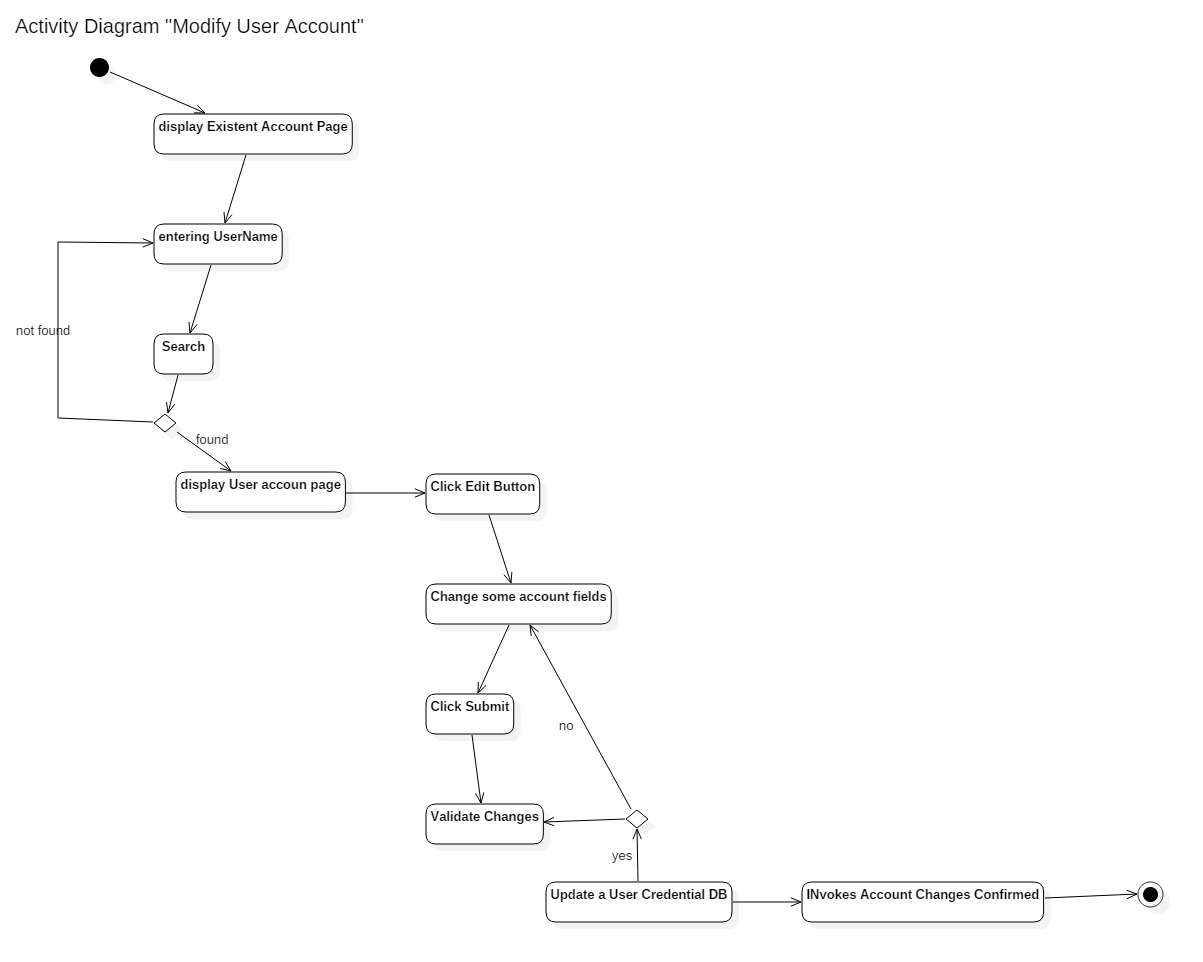 Activity Diagram "Modify User Account"
display Existent Account Page
entering UserName
not found
Search
found
display User accoun page
Click Edit Button
Change some account fields
Click Submit
no
Validate Changes
yes
Update a User Credential DB
INvokes Account Changes Confirmed